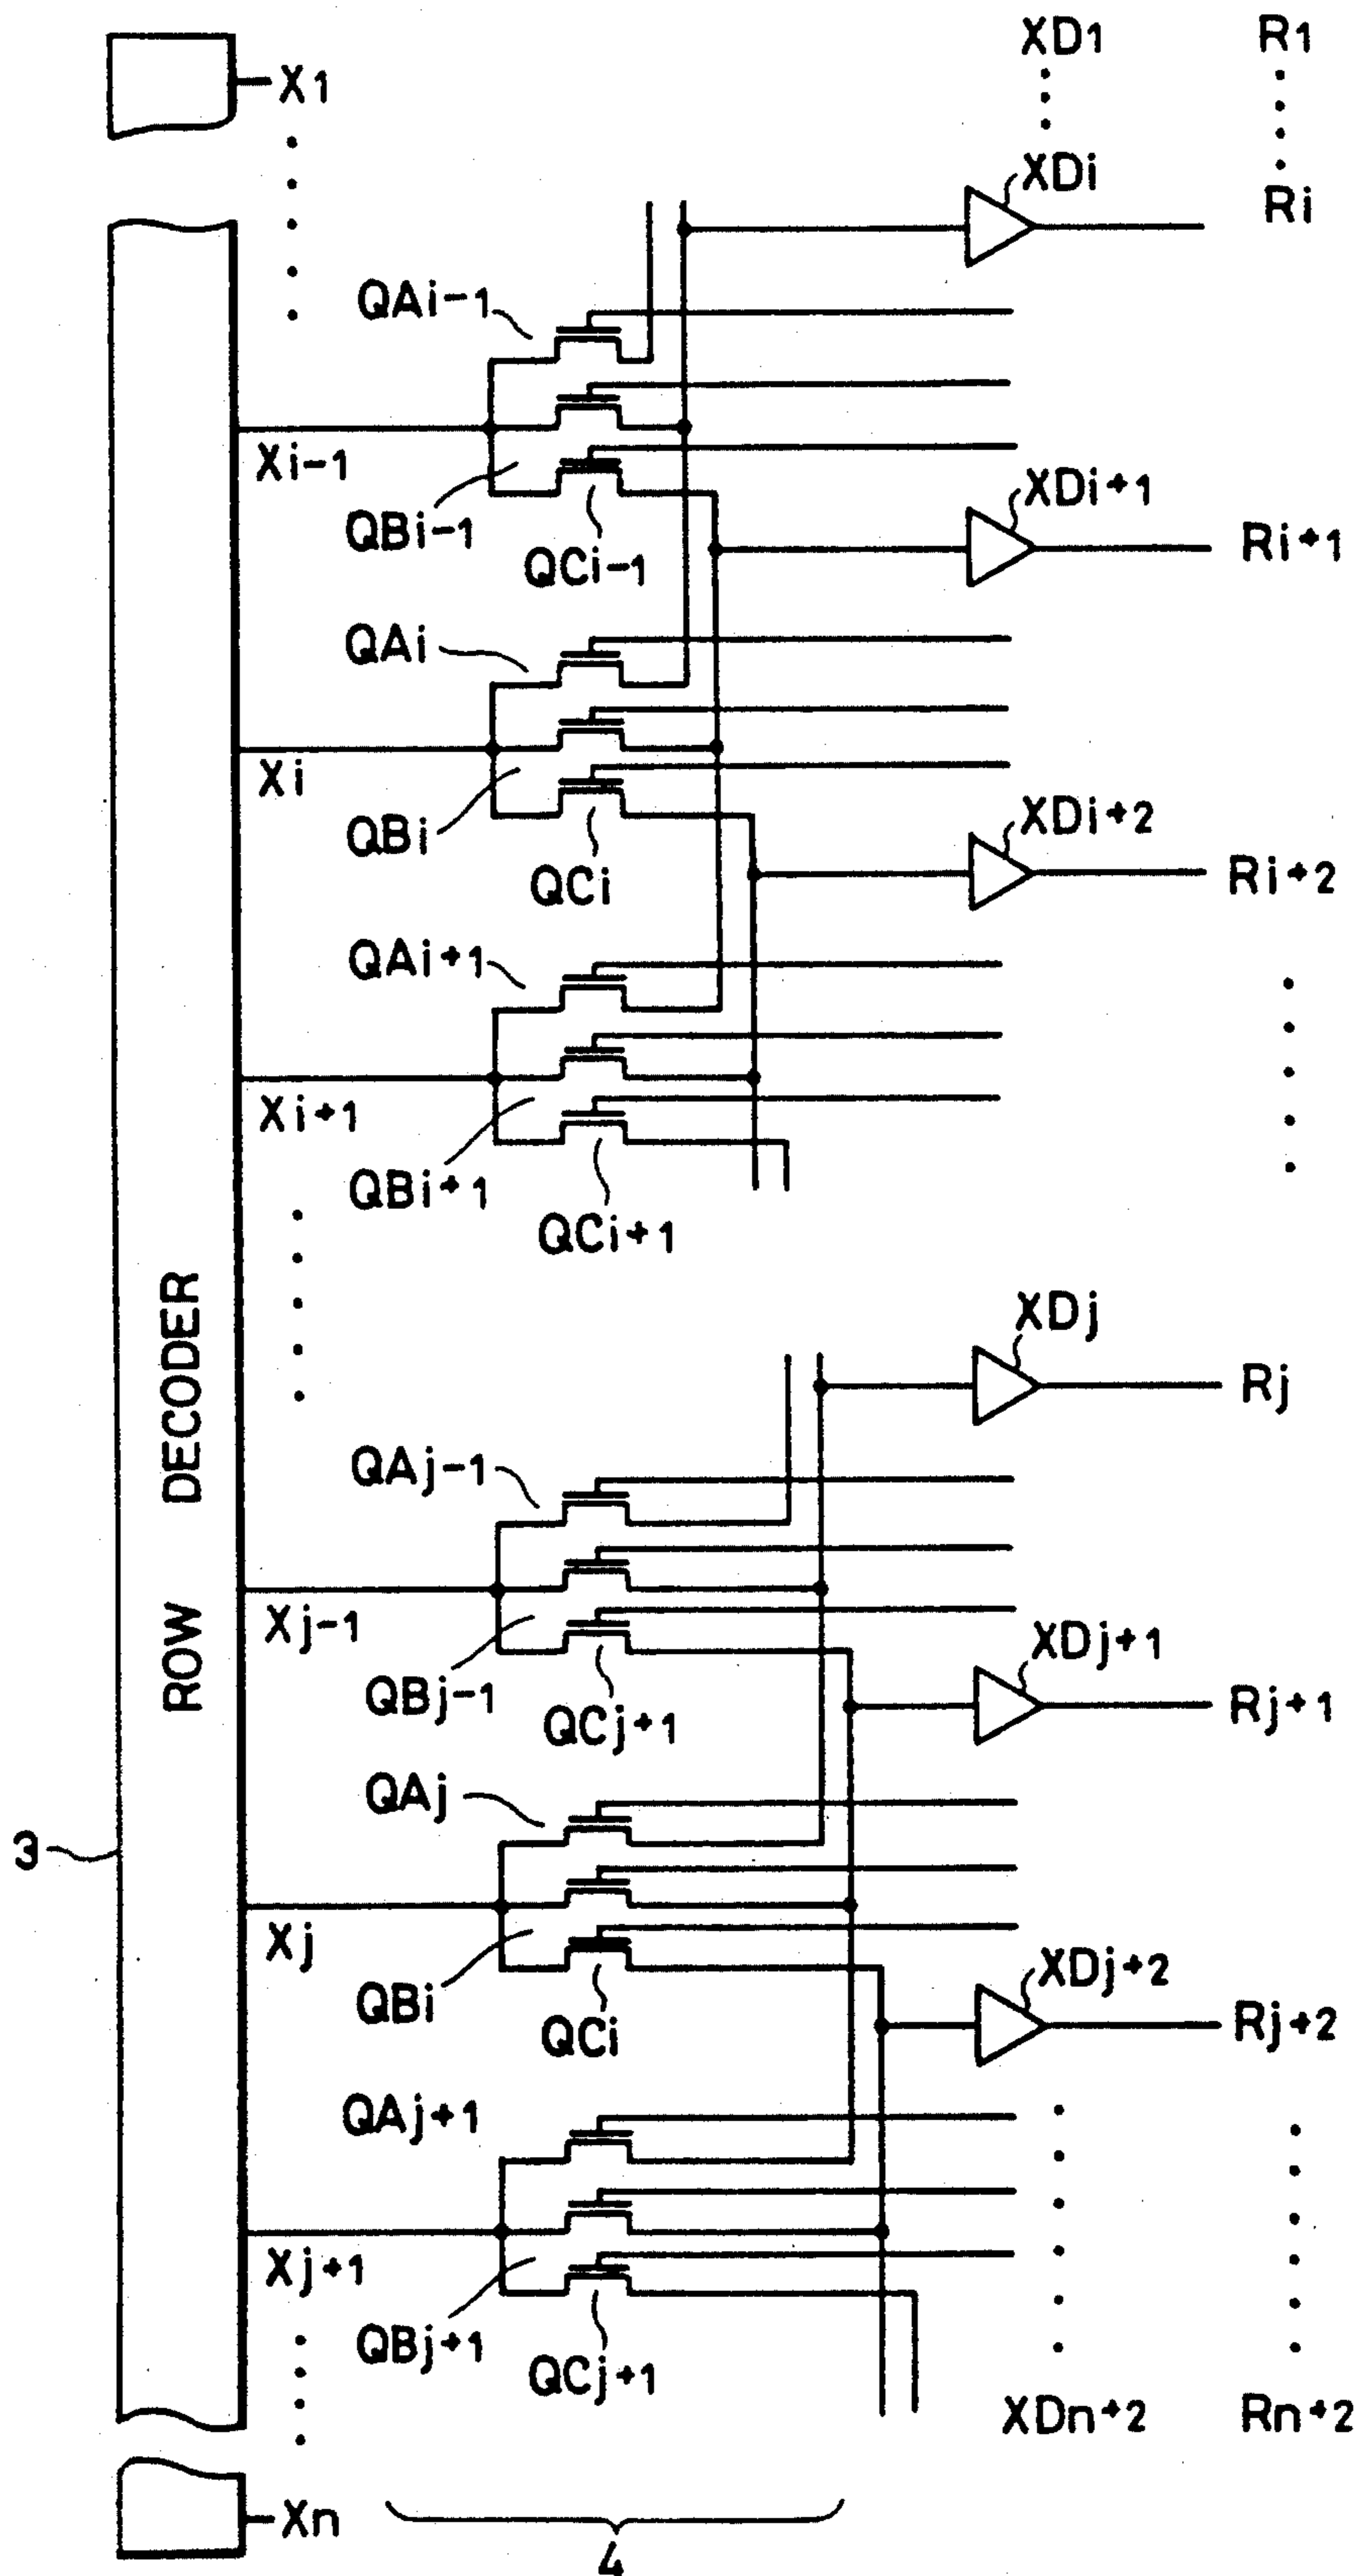 XD1 R1
X1
XDi
Ri
QAi-1
Xi-1
XDi+1
QBi-1
Ri+1
QCi-1
QAi
Xi
XDi+2
QBi
Ri+2
QCi
QAi+1
Xi+1
QBi+1
QCi+1
XDj
Rj
QAj-1
ROW DECODER
Xj-1
XDj+1
QBj-1
Rj+1
QCj+1
QAj
3
Xj
XDj+2
QBi
Rj+2
QCi
QAj+1
Xj+1
QBj+1
QCj+1
XDn+2 Rn+2
Xn
4